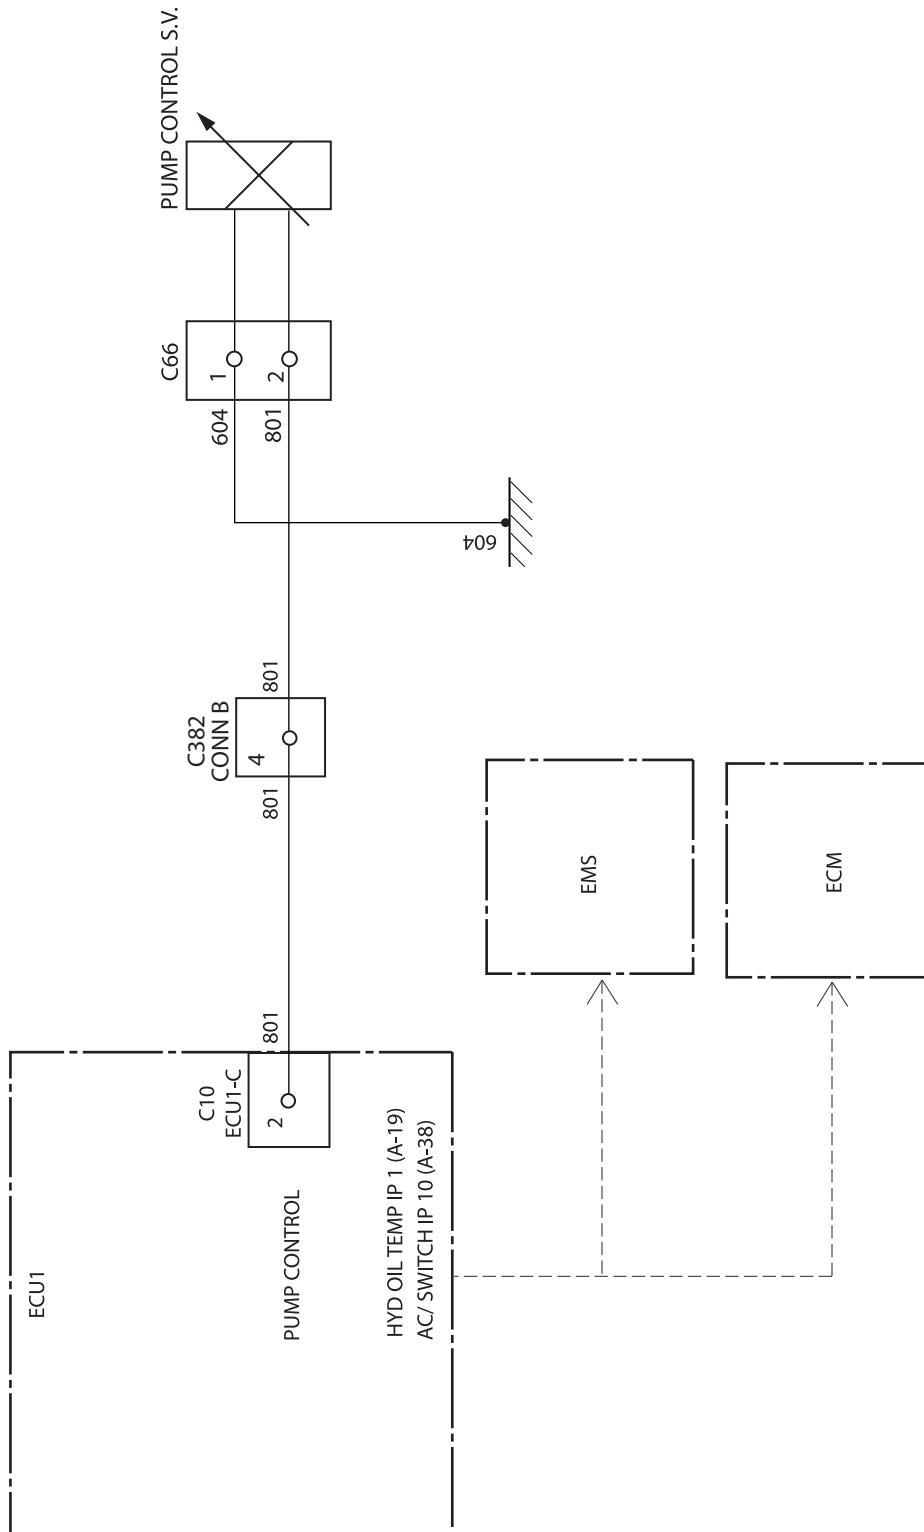 PUMP CONTROL S.V.
C66
1
2
604
801
604
801
C382
CONN B
4
801
EMS
ECM
801
C10
ECU1-C
2
ECU1
PUMP CONTROL
HYD OIL TEMP IP 1 (A-19)
AC/ SWITCH IP 10 (A-38)